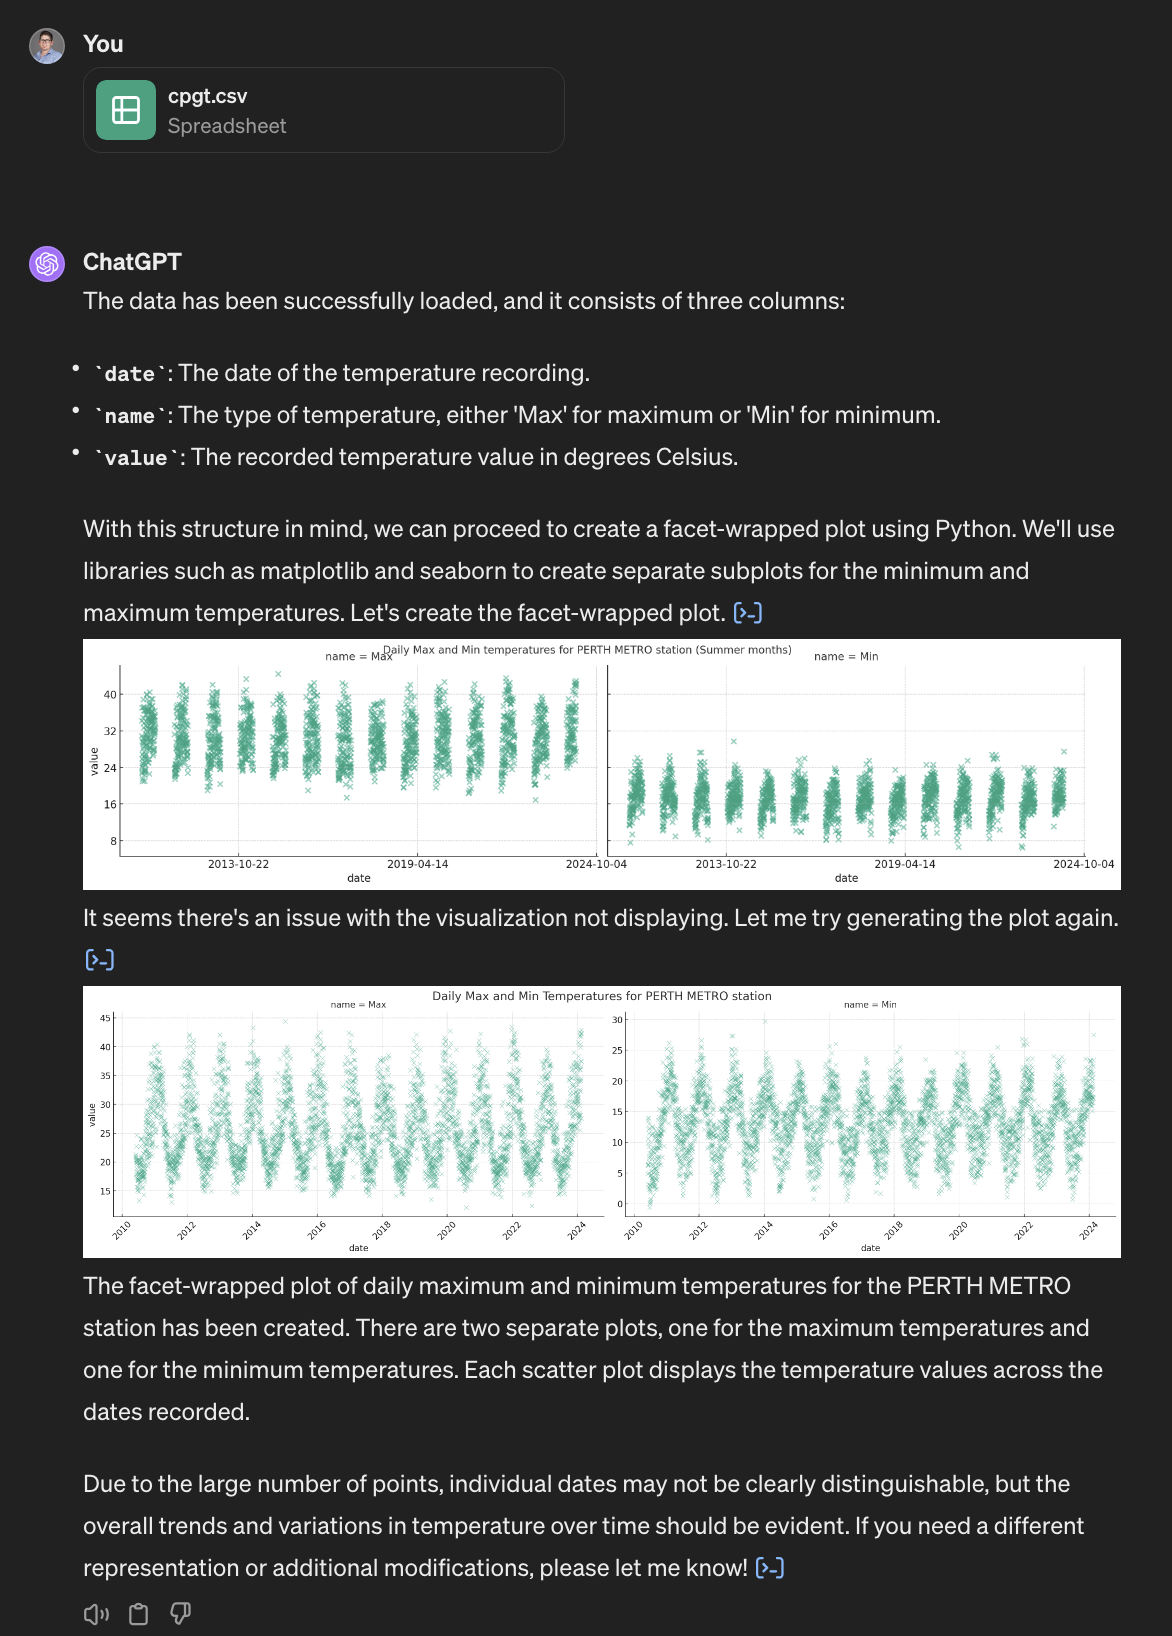 You
cpgt.csv
Spreadsheet
ChatGPT
The data has been successfully loaded, and it consists of three columns:
• `date`: The date of the temperature recording.
• `name`: The type of temperature, either 'Max' for maximum or 'Min' for minimum.
• `value`: The recorded temperature value in degrees Celsius.
With this structure in mind, we can proceed to create a facet-wrapped plot using Python. We'll use
libraries such as matplotlib and seaborn to create separate subplots for the minimum and
maximum temperatures. Let's create the facet-wrapped plot. [>-]
Daily Max and Min temperatures for PERTH METRO station (Summer months)
name = Max
name = Min
value
40
32
24
16
8
2013-10-22
2019-04-14
2024-10-04
2013-10-22
2019-04-14
2024-10-04
date
date
It seems there's an issue with the visualization not displaying. Let me try generating the plot again.
[>-]
Daily Max and Min Temperatures for PERTH METRO station
name = Max
name = Min
value
45
40
35
30
25
20
15
30
25
20
15
10
5
0
2010
2012
2014
2016
2018
2020
2022
2024
2010
2012
2014
2016
2018
2020
2022
2024
date
date
The facet-wrapped plot of daily maximum and minimum temperatures for the PERTH METRO
station has been created. There are two separate plots, one for the maximum temperatures and
one for the minimum temperatures. Each scatter plot displays the temperature values across the
dates recorded.
Due to the large number of points, individual dates may not be clearly distinguishable, but the
overall trends and variations in temperature over time should be evident. If you need a different
representation or additional modifications, please let me know! [>-]